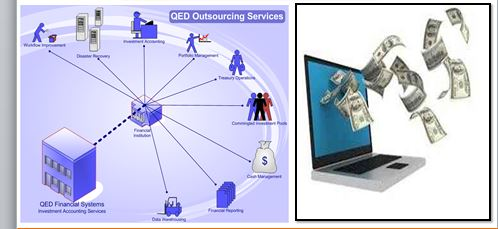 QED Outsourcing Services
Workflow Improvement
Disaster Recovery
Investment Accounting
Portfolio Management
Treasury Operations
Commingled Investment Pools
Financial
Institution
$
Cash Management
Financial Reporting
Data Warehousing
QED Financial Systems
Investment Accounting Services